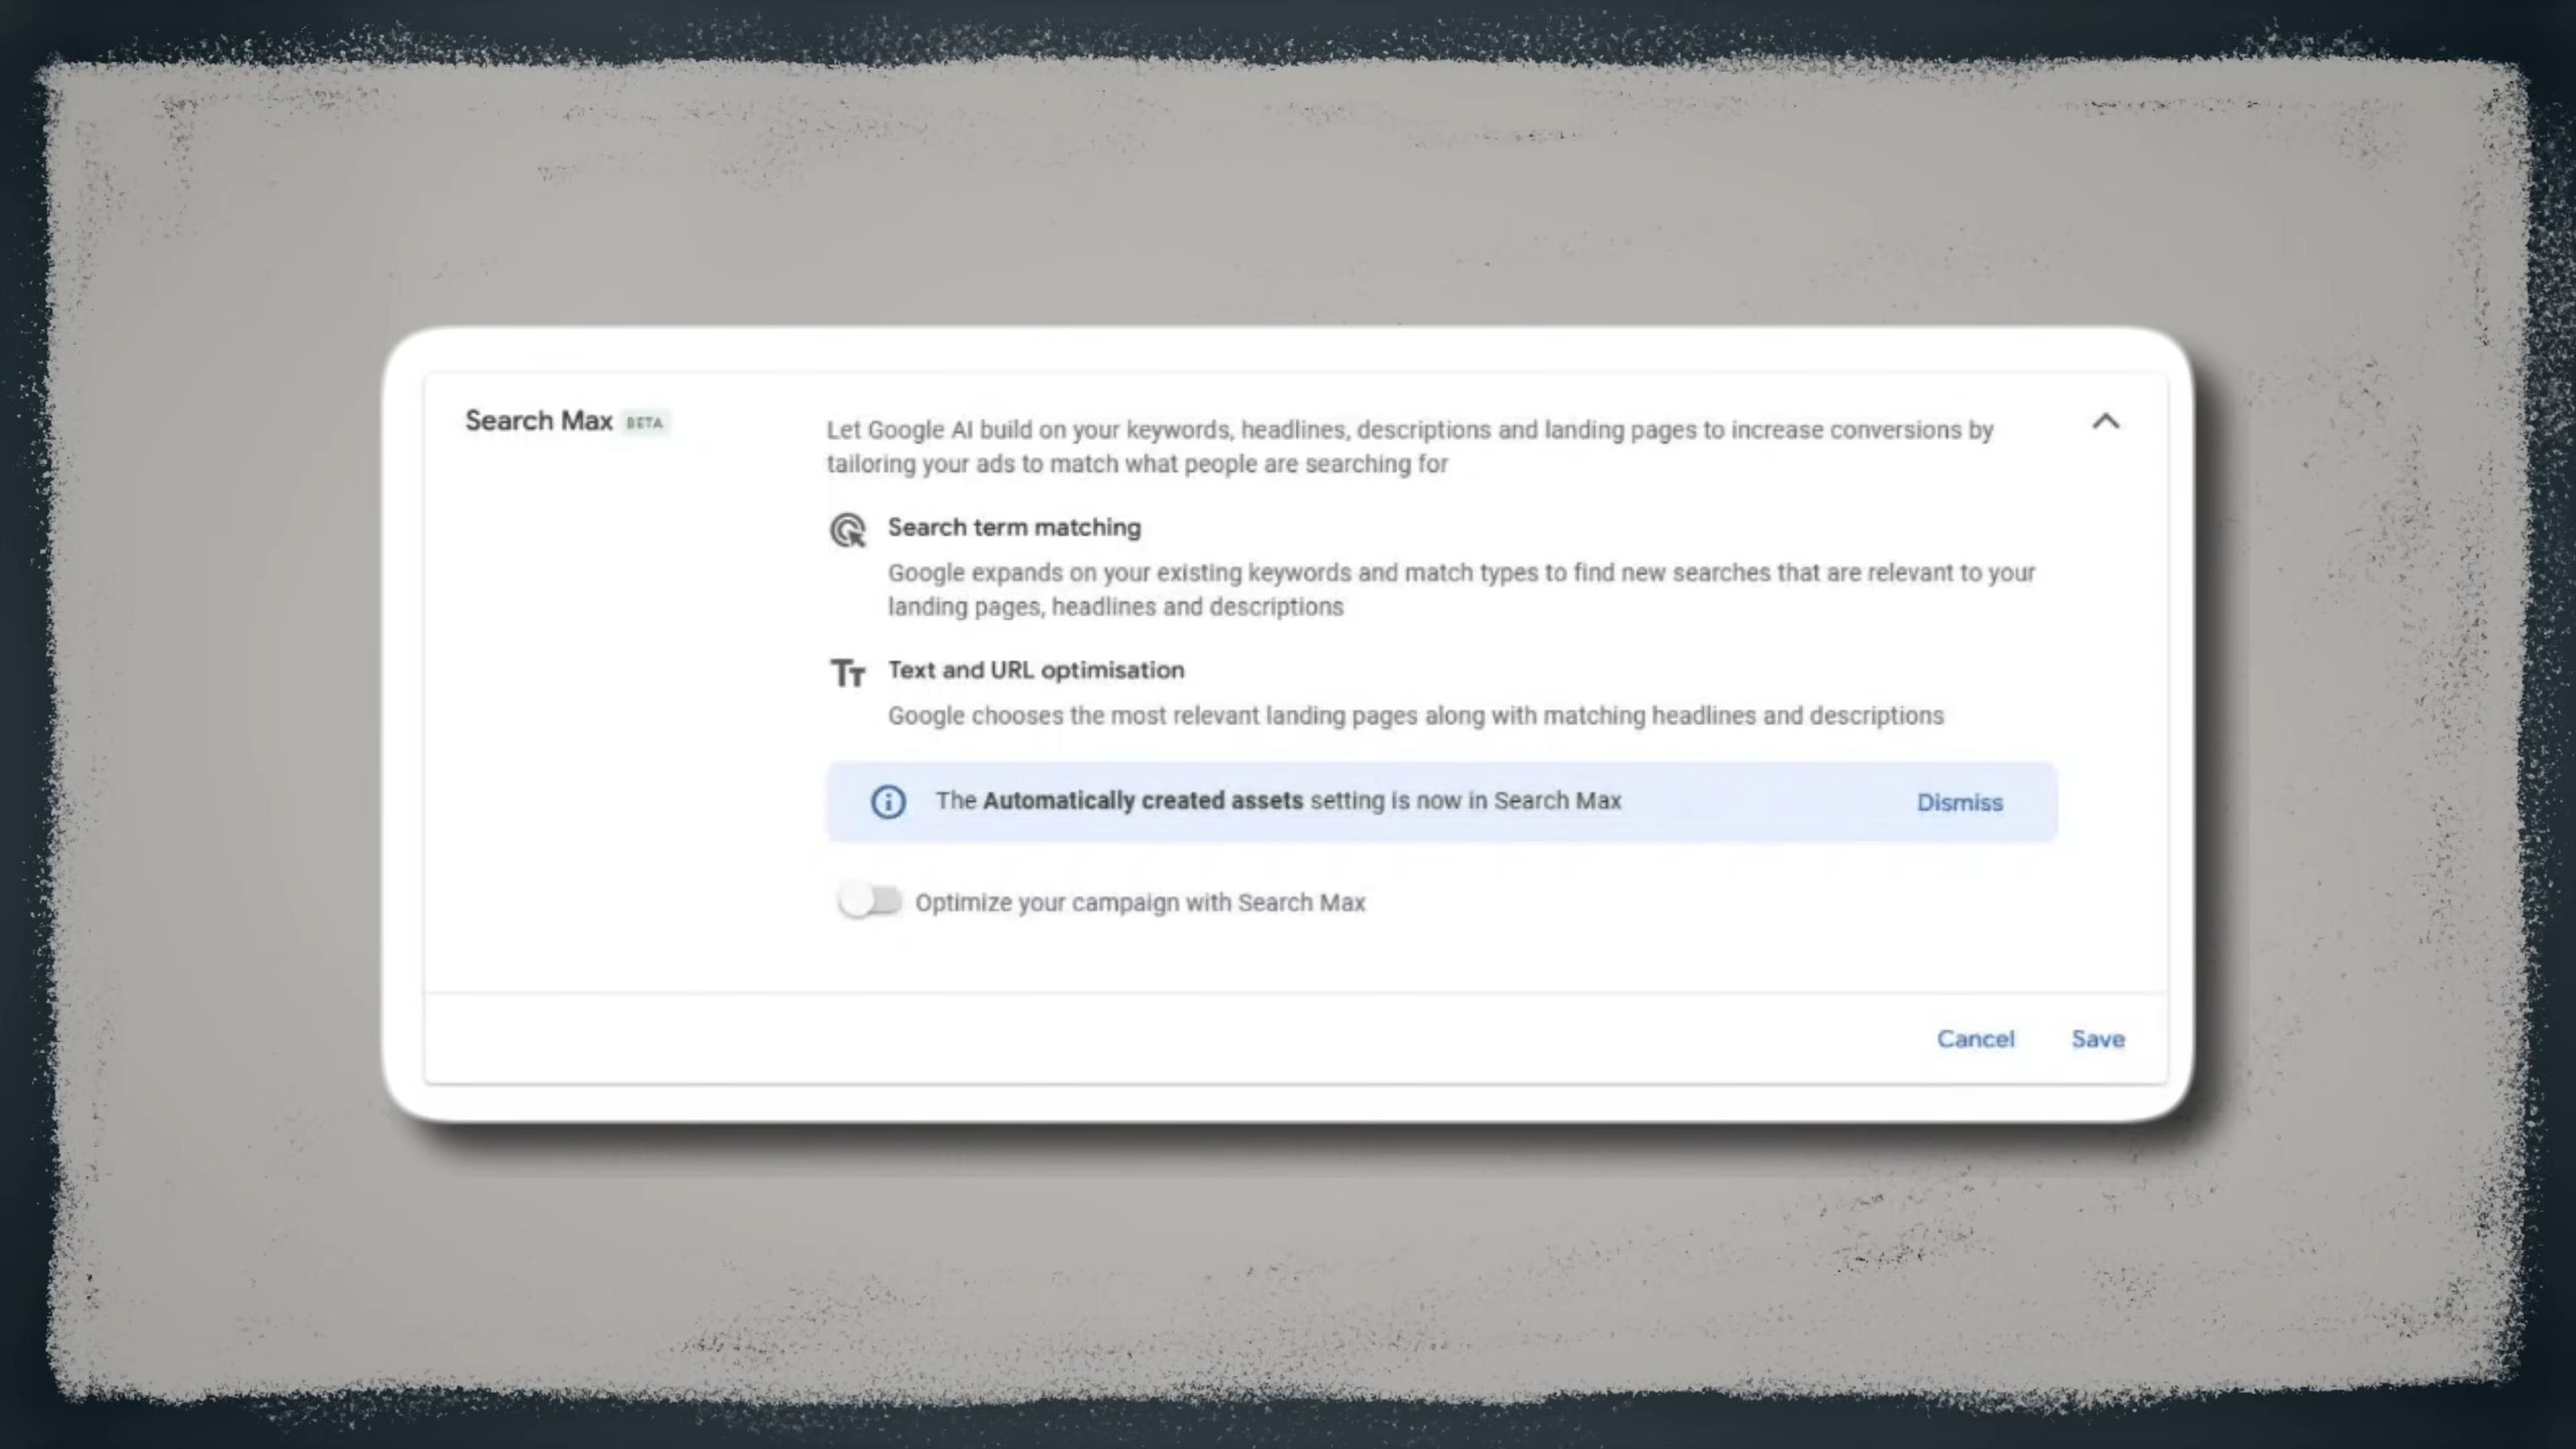 Search Max BETA
Let Google AI build on your keywords, headlines, descriptions and landing pages to increase conversions by
tailoring your ads to match what people are searching for
Search term matching
Google expands on your existing keywords and match types to find new searches that are relevant to your
landing pages, headlines and descriptions
Text and URL optimisation
Google chooses the most relevant landing pages along with matching headlines and descriptions
The Automatically created assets setting is now in Search Max Dismiss
Optimize your campaign with Search Max
Cancel Save